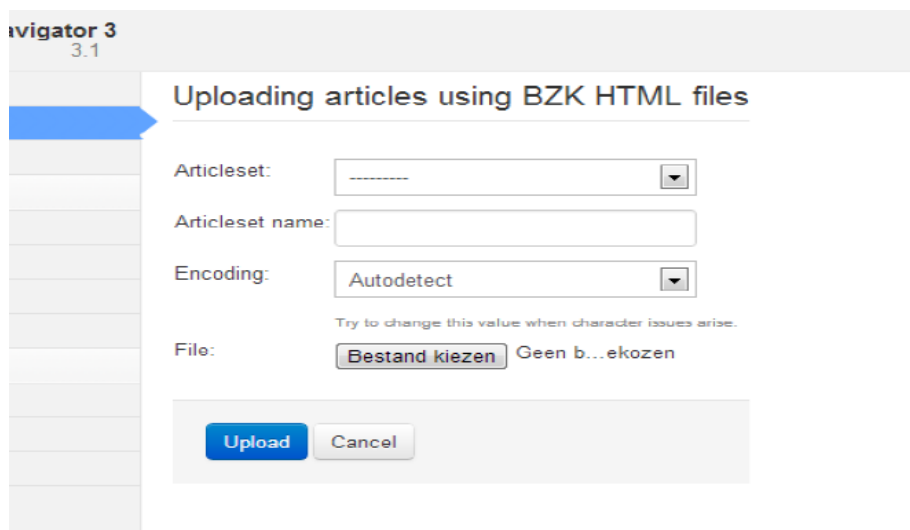 avigator 3
3.1
Uploading articles using BZK HTML files
Articleset:
---------
Articleset name:
Encoding:
Autodetect
Try to change this value when character issues arise.
File:
Bestand kiezen Geen b...ekozen
Upload Cancel